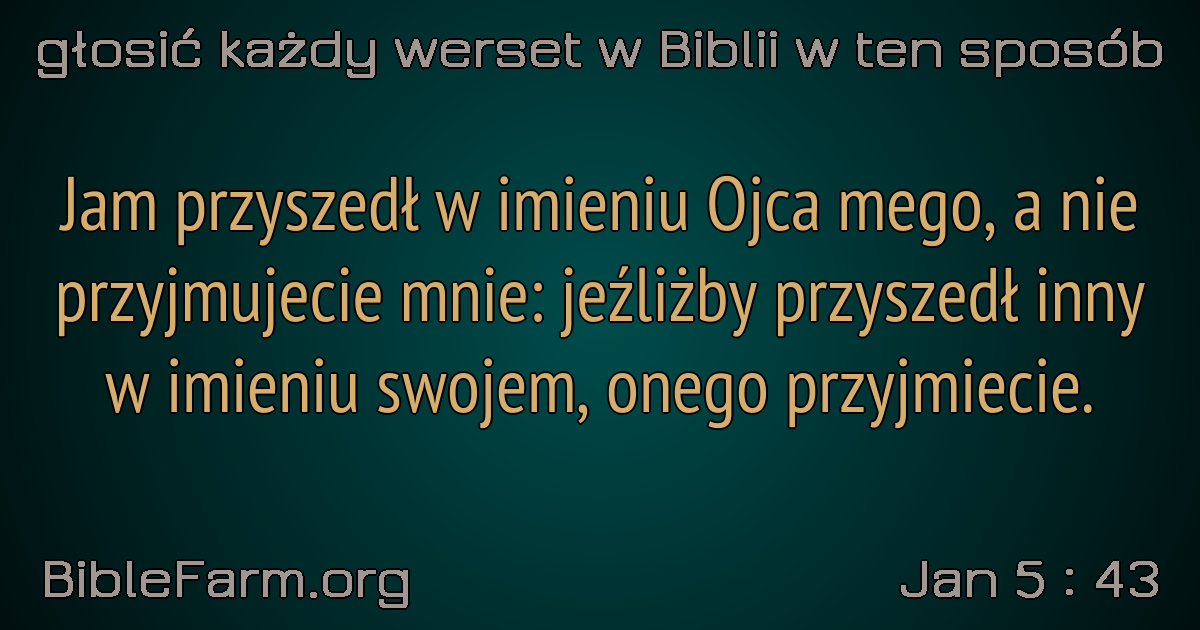 głosić każdy werset w Biblii w ten sposób
Jam przyszedł w imieniu Ojca mego, a nie
przyjmujecie mnie: jeźliżby przyszedł inny
w imieniu swojem, onego przyjmiecie.
BibleFarm.org
Jan 5 : 43